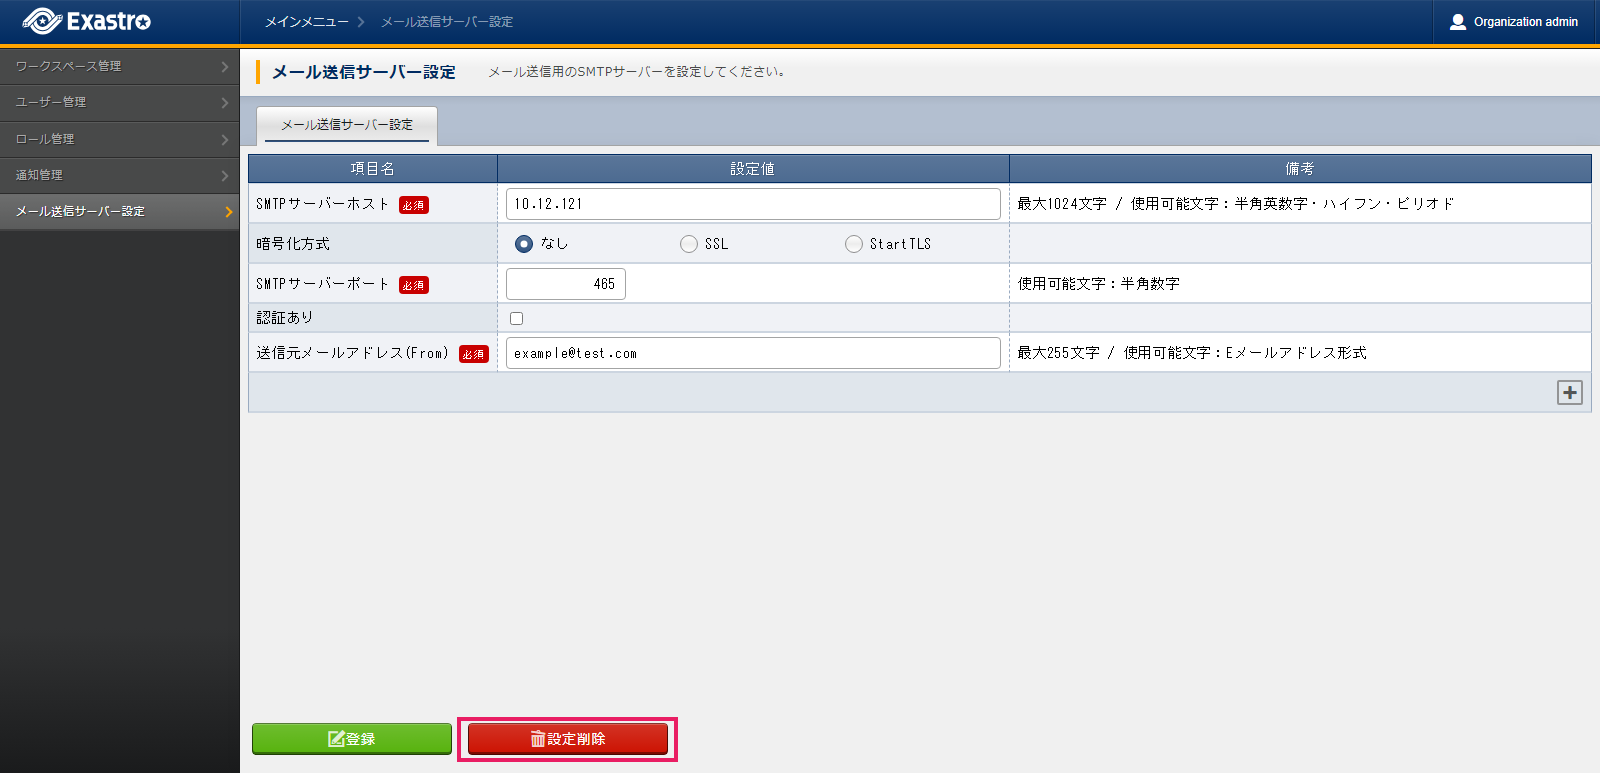 Exastro
メインメニュー
メール送信サーバー設定
Organization admin
ワークスペース管理
ユーザー管理
ロール管理
通知管理
メール送信サーバー設定
メール送信サーバー設定
メール送信用のSMTPサーバーを設定してください。
メール送信サーバー設定
項目名 設定値 備考
SMTPサーバーホスト 必須 10.12.121 最大1024文字 / 使用可能文字：半角英数字・ハイフン・ピリオド
暗号化方式 なし SSL StartTLS
SMTPサーバーポート 必須 465 使用可能文字：半角数字
認証あり
送信元メールアドレス(From) 必須 example@test.com 最大255文字 / 使用可能文字：Eメールアドレス形式
登録 設定削除